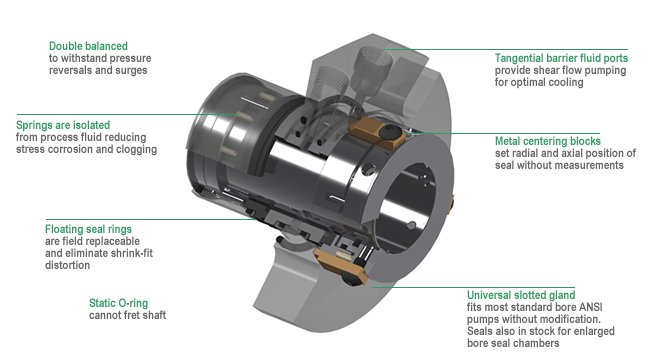 Double balanced
to withstand pressure
reversals and surges
Springs are isolated
from process fluid reducing
stress corrosion and clogging
Floating seal rings
are field replaceable
and eliminate shrink-fit
distortion
Static O-ring
cannot fret shaft
Tangential barrier fluid ports
provide shear flow pumping
for optimal cooling
Metal centering blocks
set radial and axial position of
seal without measurements
Universal slotted gland
fits most standard bore ANSI
pumps without modification.
Seals also in stock for enlarged
bore seal chambers